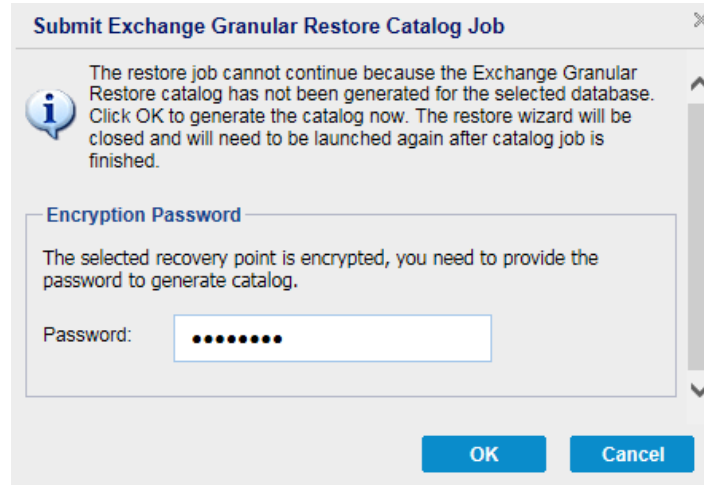 Submit Exchange Granular Restore Catalog Job
The restore job cannot continue because the Exchange Granular
Restore catalog has not been generated for the selected database.
Click OK to generate the catalog now. The restore wizard will be
closed and will need to be launched again after catalog job is
finished.
Encryption Password
The selected recovery point is encrypted, you need to provide the
password to generate catalog.
Password: ••••••••
OK Cancel